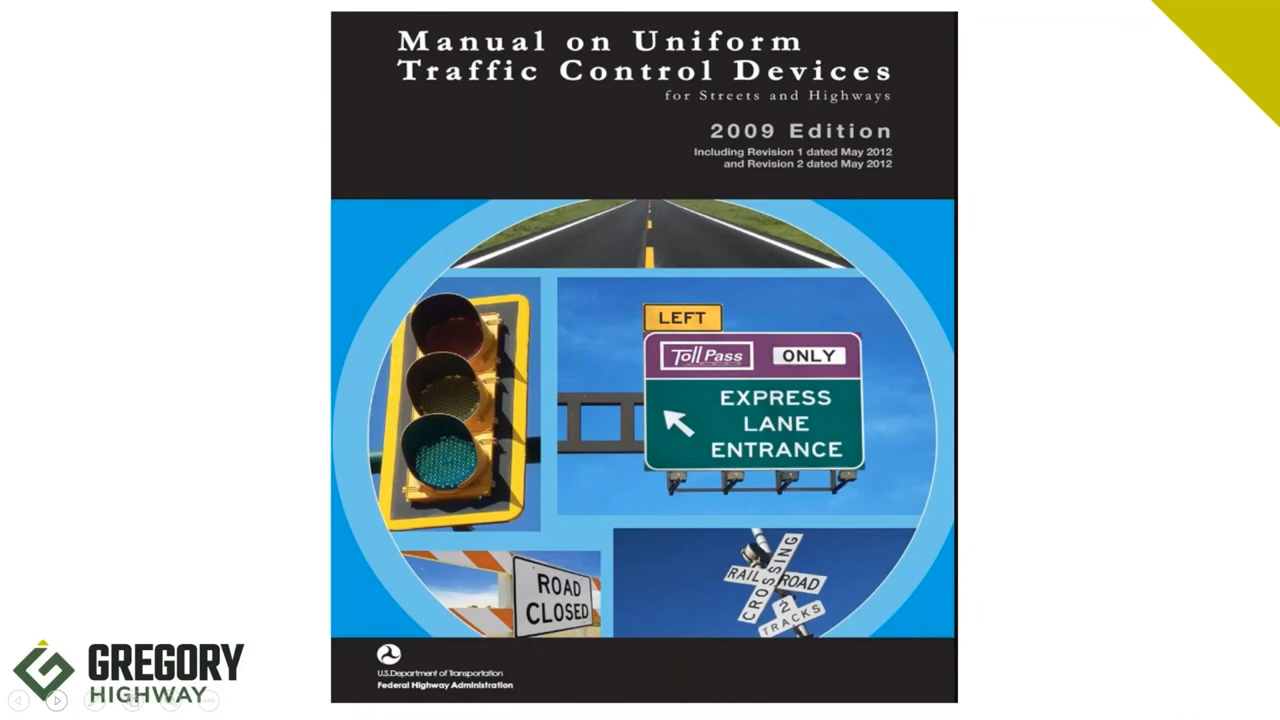 Manual on Uniform
Traffic Control Devices
for Streets and Highways
2009 Edition
Including Revision 1 dated May 2012
and Revision 2 dated May 2012
LEFT
Toll Pass
ONLY
EXPRESS
LANE
ENTRANCE
ROAD
CLOSED
RAIL ROAD
CROSSING
2
TRACKS
U.S.Department of Transportation
Federal Highway Administration
GREGORY
HIGHWAY